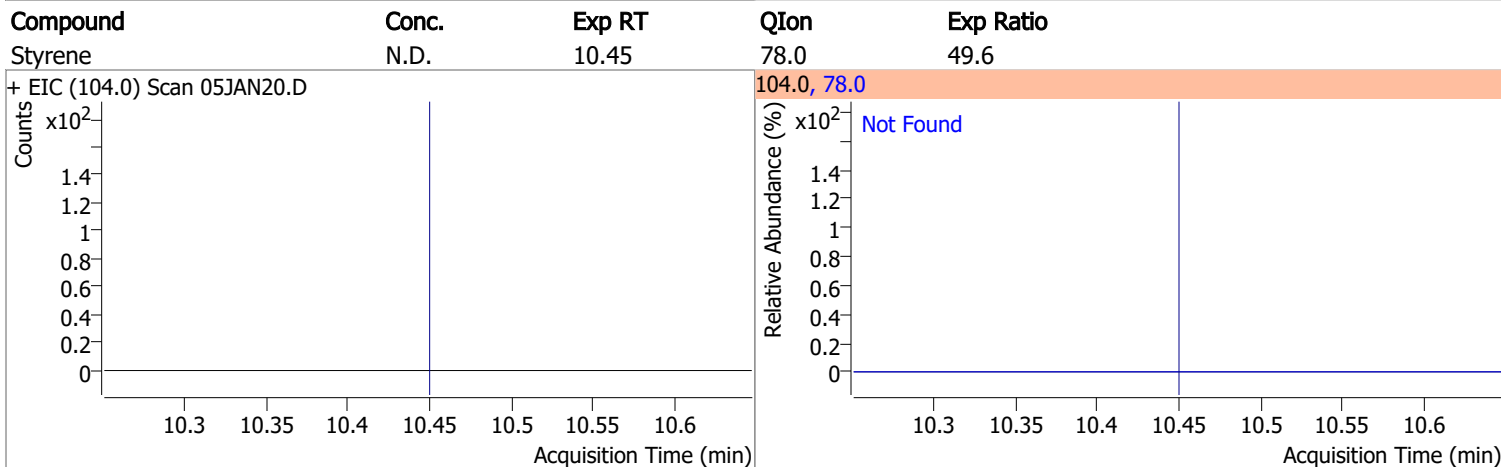 Compound Conc. Exp RT QIon Exp Ratio
Styrene N.D. 10.45 78.0 49.6
+ EIC (104.0) Scan 05JAN20.D
Counts
x10²
1.4
1.2
1
0.8
0.6
0.4
0.2
0
10.3 10.35 10.4 10.45 10.5 10.55 10.6
Acquisition Time (min)
104.0, 78.0
Relative Abundance (%)
x10²
Not Found
1.4
1.2
1
0.8
0.6
0.4
0.2
0
10.3 10.35 10.4 10.45 10.5 10.55 10.6
Acquisition Time (min)